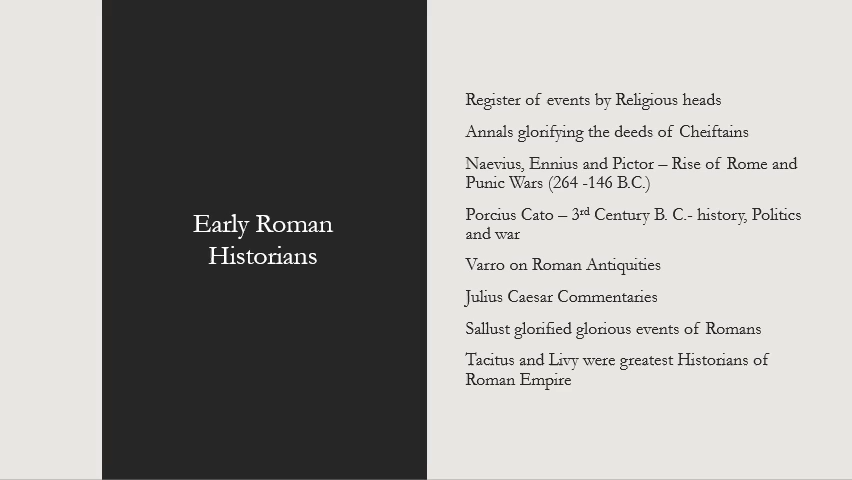 Early Roman
Historians
Register of events by Religious heads
Annals glorifying the deeds of Cheiftains
Naevius, Ennius and Pictor – Rise of Rome and
Punic Wars (264 -146 B.C.)
Porcius Cato – 3rd Century B. C.- history, Politics
and war
Varro on Roman Antiquities
Julius Caesar Commentaries
Sallust glorified glorious events of Romans
Tacitus and Livy were greatest Historians of
Roman Empire